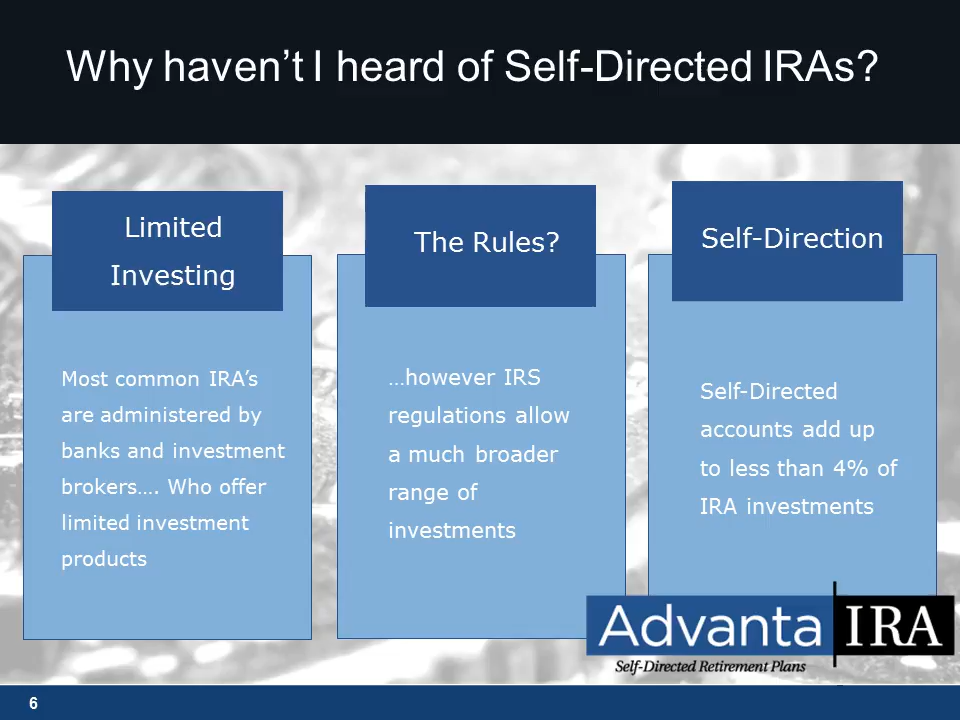 Why haven’t I heard of Self-Directed IRAs?
Limited
Investing
Most common IRA’s
are administered by
banks and investment
brokers…. Who offer
limited investment
products
The Rules?
…however IRS
regulations allow
a much broader
range of
investments
Self-Direction
Self-Directed
accounts add up
to less than 4% of
IRA investments
Advanta IRA
Self-Directed Retirement Plans
6